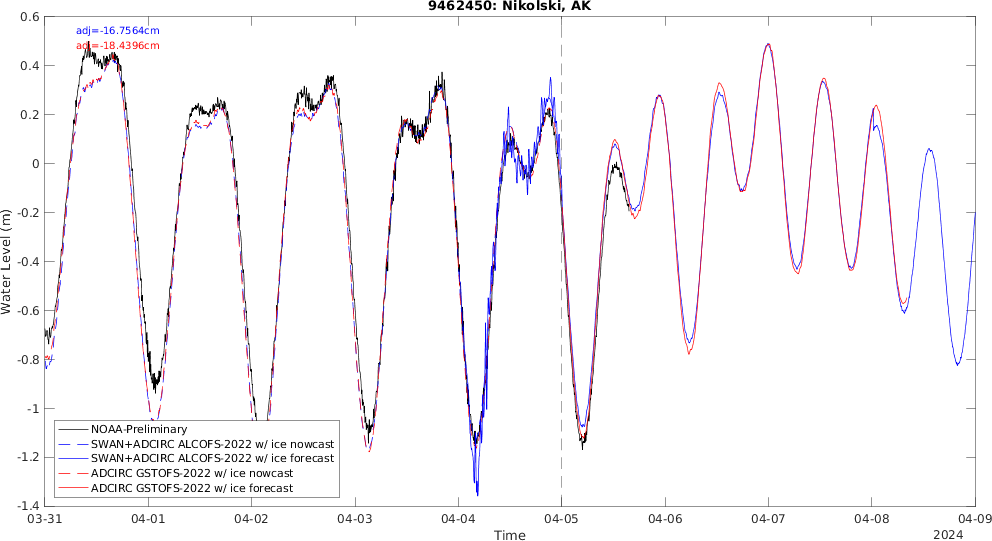 9462450: Nikolski, AK
adj=-16.7564cm
adj=-18.4396cm
0.6
0.4
0.2
0
-0.2
-0.4
-0.6
-0.8
-1
-1.2
-1.4
Water Level (m)
NOAA-Preliminary
SWAN+ADCIRC ALCOFS-2022 w/ ice nowcast
SWAN+ADCIRC ALCOFS-2022 w/ ice forecast
ADCIRC GSTOFS-2022 w/ ice nowcast
ADCIRC GSTOFS-2022 w/ ice forecast
03-31 04-01 04-02 04-03 04-04 04-05 04-06 04-07 04-08 04-09
Time
2024